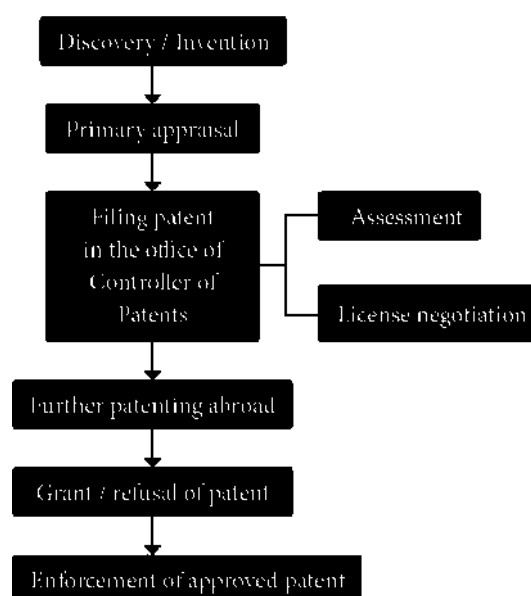 Discovery / Invention
Primary appraisal
Filing patent
in the office of
Controller of
Patents
Assessment
License negotiation
Further patenting abroad
Grant / refusal of patent
Enforcement of approved patent